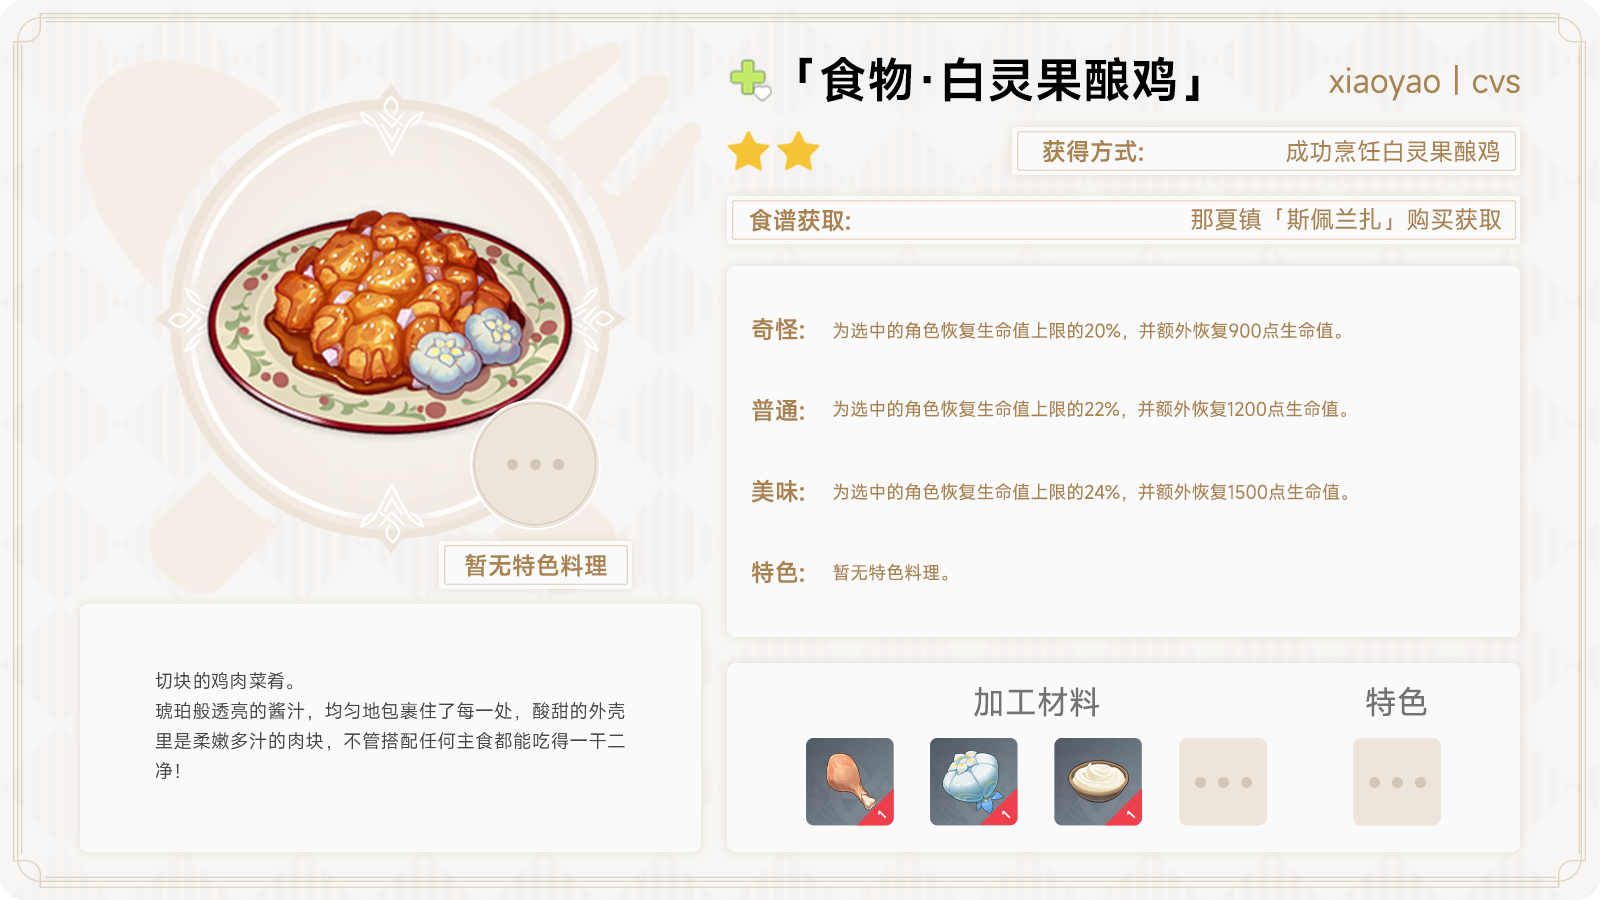 「食物·白灵果酿鸡」
xiaoyao | cvs
获得方式: 成功烹饪白灵果酿鸡
食谱获取: 那夏镇「斯佩兰扎」购买获取
奇怪: 为选中的角色恢复生命值上限的20%，并额外恢复900点生命值。
普通: 为选中的角色恢复生命值上限的22%，并额外恢复1200点生命值。
美味: 为选中的角色恢复生命值上限的24%，并额外恢复1500点生命值。
特色: 暂无特色料理。
暂无特色料理
切块的鸡肉菜肴。
琥珀般透亮的酱汁，均匀地包裹住了每一处，酸甜的外壳
里是柔嫩多汁的肉块，不管搭配任何主食都能吃得一干二
净！
加工材料 特色
1 1 1